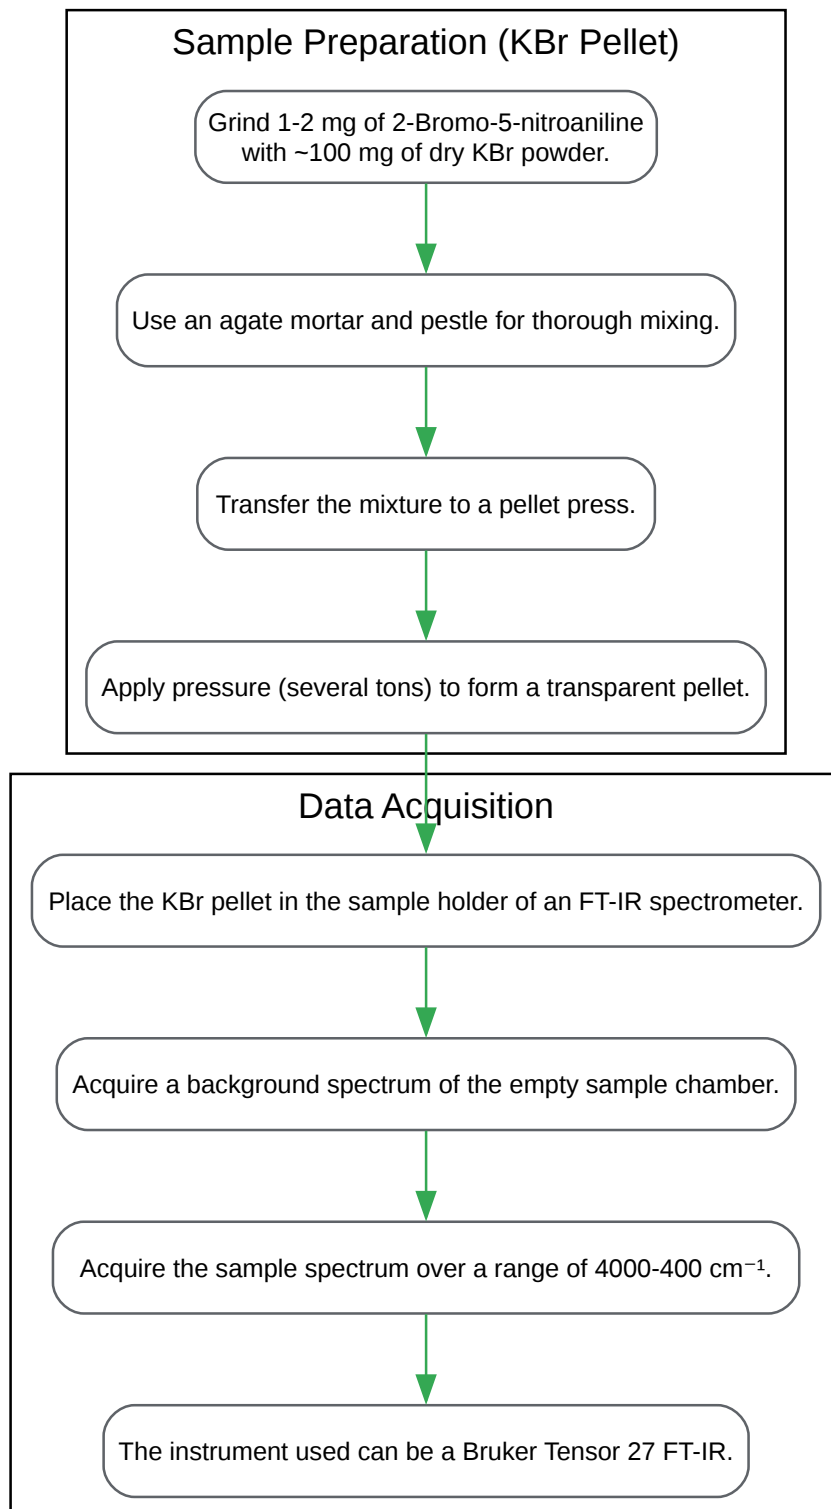 Sample Preparation (KBr Pellet)
Grind 1-2 mg of 2-Bromo-5-nitroaniline
with ~100 mg of dry KBr powder.
Use an agate mortar and pestle for thorough mixing.
Transfer the mixture to a pellet press.
Apply pressure (several tons) to form a transparent pellet.
Data Acquisition
Place the KBr pellet in the sample holder of an FT-IR spectrometer.
Acquire a background spectrum of the empty sample chamber.
Acquire the sample spectrum over a range of 4000-400 cm⁻¹.
The instrument used can be a Bruker Tensor 27 FT-IR.